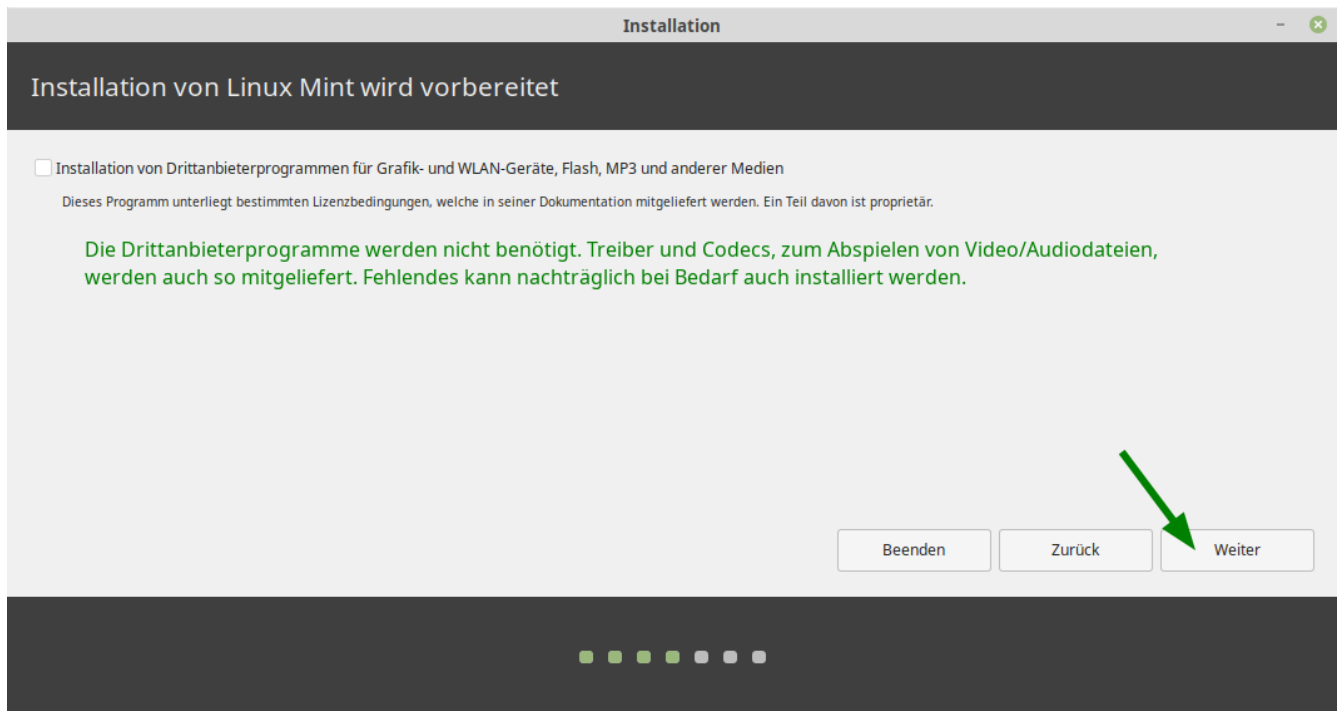 Installation
Installation von Linux Mint wird vorbereitet
Installation von Drittanbieterprogrammen für Grafik- und WLAN-Geräte, Flash, MP3 und anderer Medien
Dieses Programm unterliegt bestimmten Lizenzbedingungen, welche in seiner Dokumentation mitgeliefert werden. Ein Teil davon ist proprietär.
Die Drittanbieterprogramme werden nicht benötigt. Treiber und Codecs, zum Abspielen von Video/Audiodateien,
werden auch so mitgeliefert. Fehlendes kann nachträglich bei Bedarf auch installiert werden.
Beenden
Zurück
Weiter